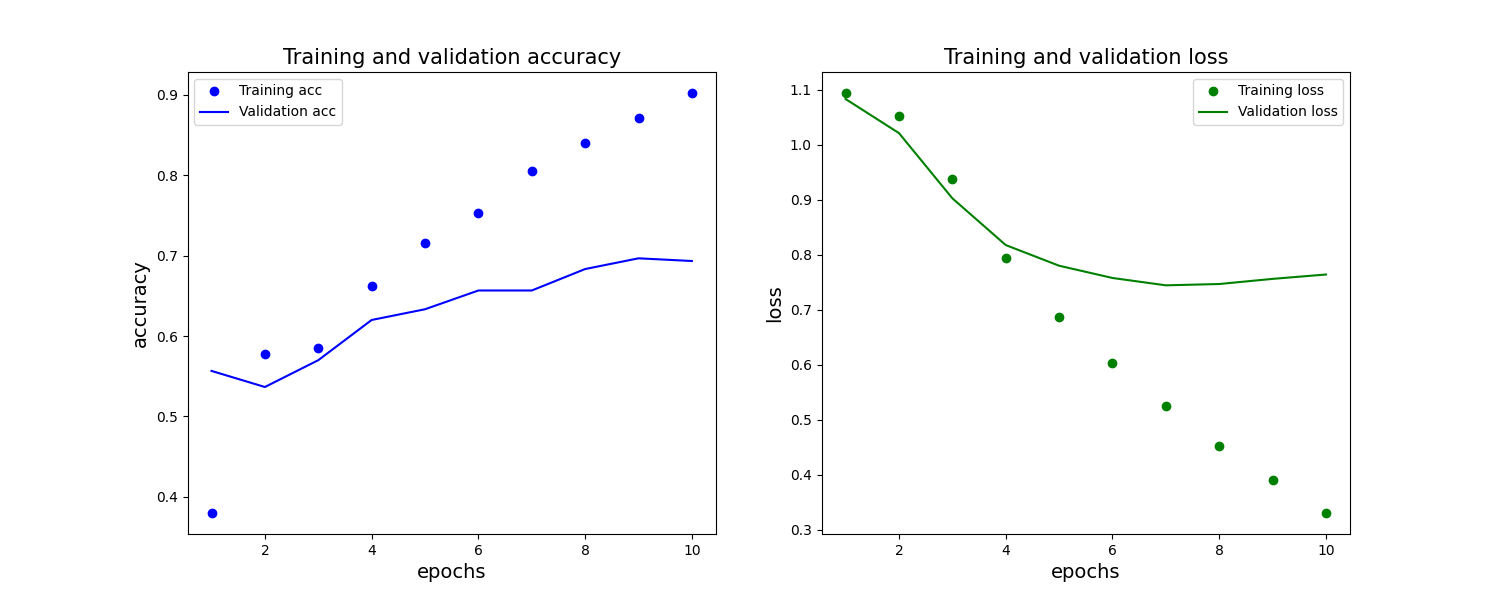 Training and validation accuracy
Training acc
Validation acc
accuracy
0.9
0.8
0.7
0.6
0.5
0.4
2 4 6 8 10
epochs
Training and validation loss
Training loss
Validation loss
loss
1.1
1.0
0.9
0.8
0.7
0.6
0.5
0.4
0.3
2 4 6 8 10
epochs